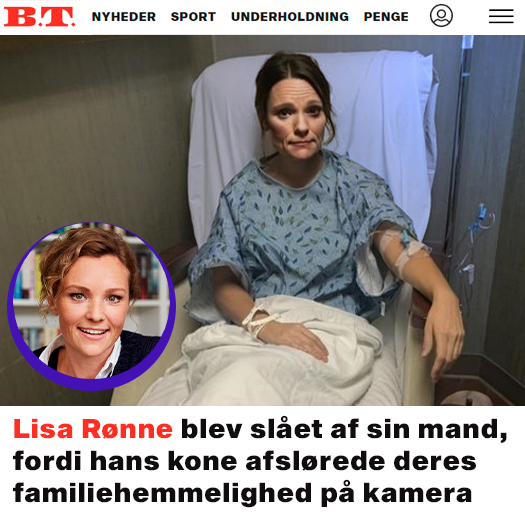 B.T. NYHEDER SPORT UNDERHOLDNING PENGE
Lisa Rønne blev slået af sin mand,
fordi hans kone afslørede deres
familiehemmelighed på kamera